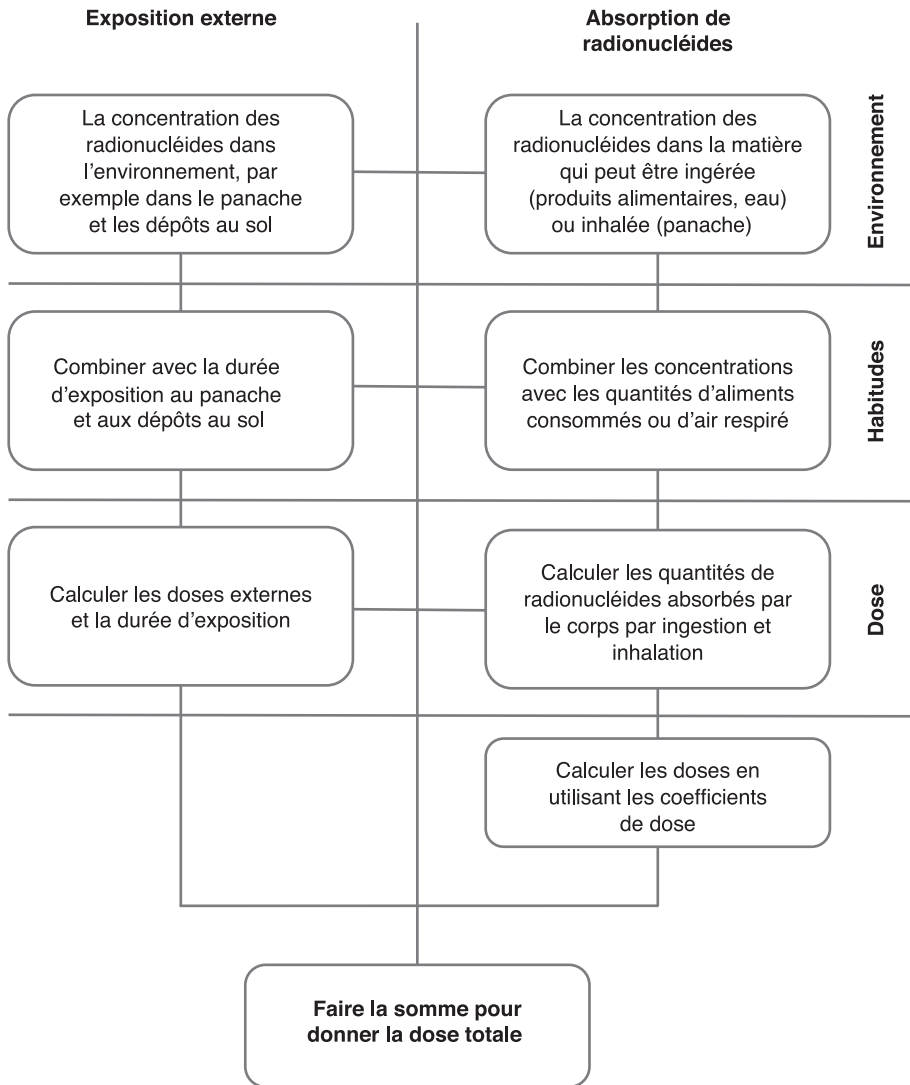 Exposition externe
Absorption de
radionucléides
La concentration des
radionucléides dans
l'environnement, par
exemple dans le panache
et les dépôts au sol
La concentration des
radionucléides dans la matière
qui peut être ingérée
(produits alimentaires, eau)
ou inhalée (panache)
Environnement
Combiner avec la durée
d'exposition au panache
et aux dépôts au sol
Combiner les concentrations
avec les quantités d'aliments
consommés ou d'air respiré
Habitudes
Calculer les doses externes
et la durée d'exposition
Calculer les quantités de
radionucléides absorbés par
le corps par ingestion et
inhalation
Dose
Calculer les doses en
utilisant les coefficients
de dose
Faire la somme pour
donner la dose totale